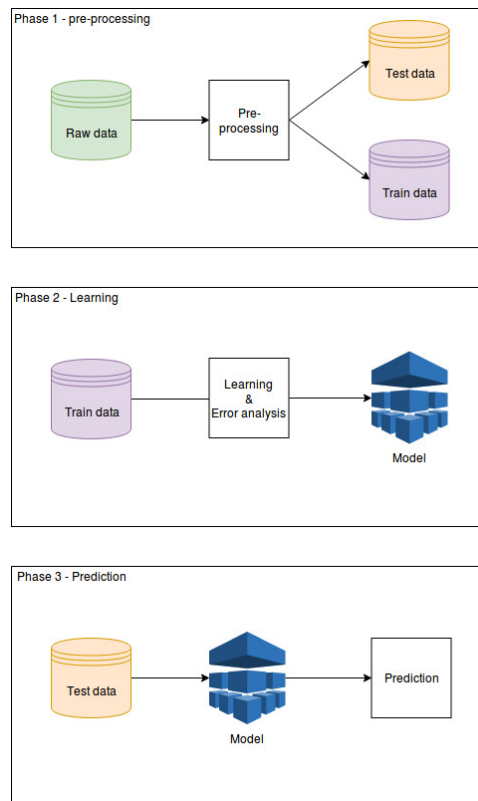 Phase 1 - pre-processing
Test data
Raw data
Pre-
processing
Train data
Phase 2 - Learning
Train data
Learning
&
Error analysis
Model
Phase 3 - Prediction
Test data
Prediction
Model